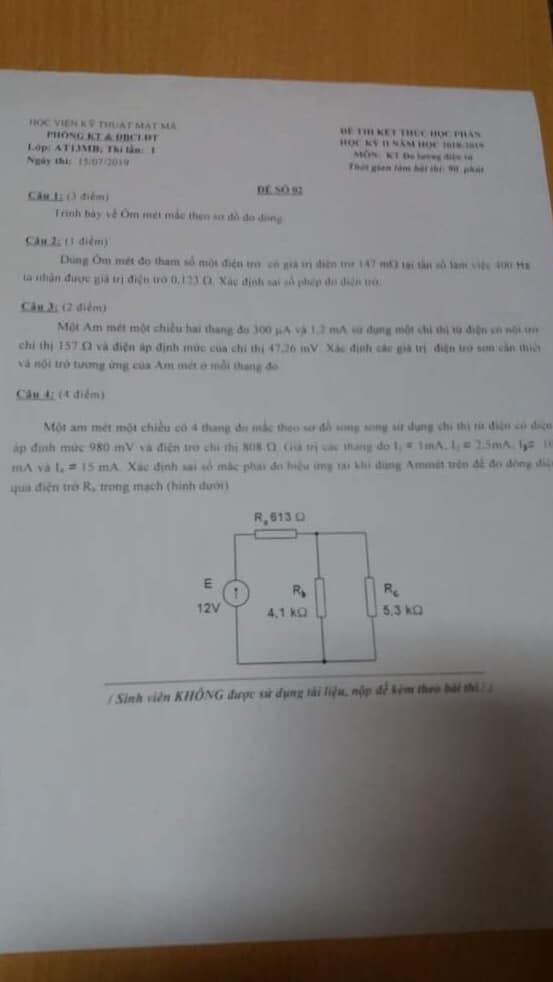 HỌC VIỆN KỸ THUẬT MẬT MÃ
PHÒNG KT & ĐBCLĐT
Lớp: AT13MB; Thi lần: 1
Ngày thi: 15/07/2019
ĐỀ THI KẾT THÚC HỌC PHẦN
HỌC KỲ II NĂM HỌC 2018-2019
MÔN: KT Đo lường điện tử
Thời gian làm bài thi: 90 phút
ĐỀ SỐ 02
Câu 1: (3 điểm)
Trình bày về Ôm mét mắc theo sơ đồ đo dòng
Câu 2: (1 điểm)
Dùng Ôm mét đo tham số một điện trở có giá trị điện trở 147 mΩ tại tần số làm việc 400 Hz
ta nhận được giá trị điện trở 0,123 Ω. Xác định sai số phép đo điện trở.
Câu 3: (2 điểm)
Một Am mét một chiều hai thang đo 300 µA và 1,2 mA sử dụng một chỉ thị từ điện có nội trở
chỉ thị 157 Ω và điện áp định mức của chỉ thị 47,26 mV. Xác định các giá trị điện trở sơn cần thiết
và nội trở tương ứng của Am mét ở mỗi thang đo
Câu 4: (4 điểm)
Một am mét một chiều có 4 thang đo mắc theo sơ đồ song song sử dụng chỉ thị từ điện có điện
áp định mức 980 mV và điện trở chỉ thị 808 Ω. Giá trị các thang đo I₁ = 1mA, I₂ = 2,5mA, I₃= 10
mA và I₄ = 15 mA. Xác định sai số mắc phải do hiệu ứng tải khi dùng Ammét trên để đo dòng điện
qua điện trở Rₐ trong mạch (hình dưới)
Rₐ 613 Ω
E
12V
R_b
4,1 kΩ
R_c
5,3 kΩ
/ Sinh viên KHÔNG được sử dụng tài liệu, nộp đề kèm theo bài thi./.